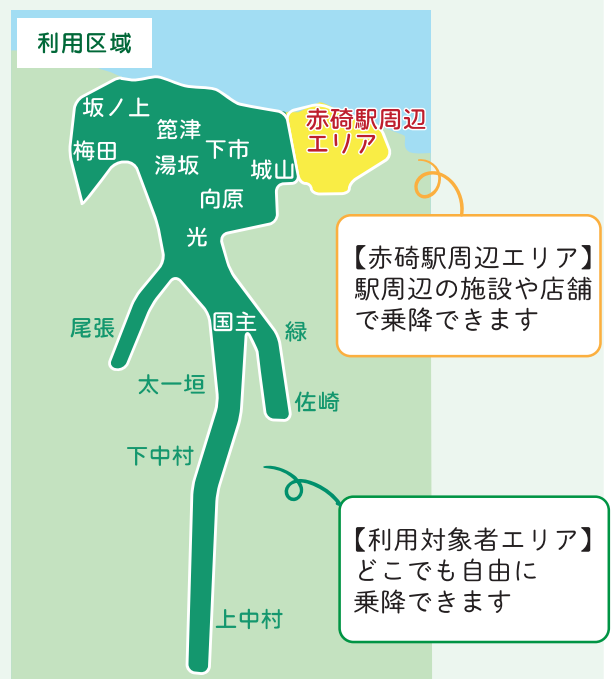 利用区域
坂ノ上
箆津
赤碕駅周辺
エリア
梅田
湯坂
下市
城山
向原
光
【赤碕駅周辺エリア】
駅周辺の施設や店舗
で乗降できます
尾張
国主
緑
太一垣
佐崎
下中村
【利用対象者エリア】
どこでも自由に
乗降できます
上中村